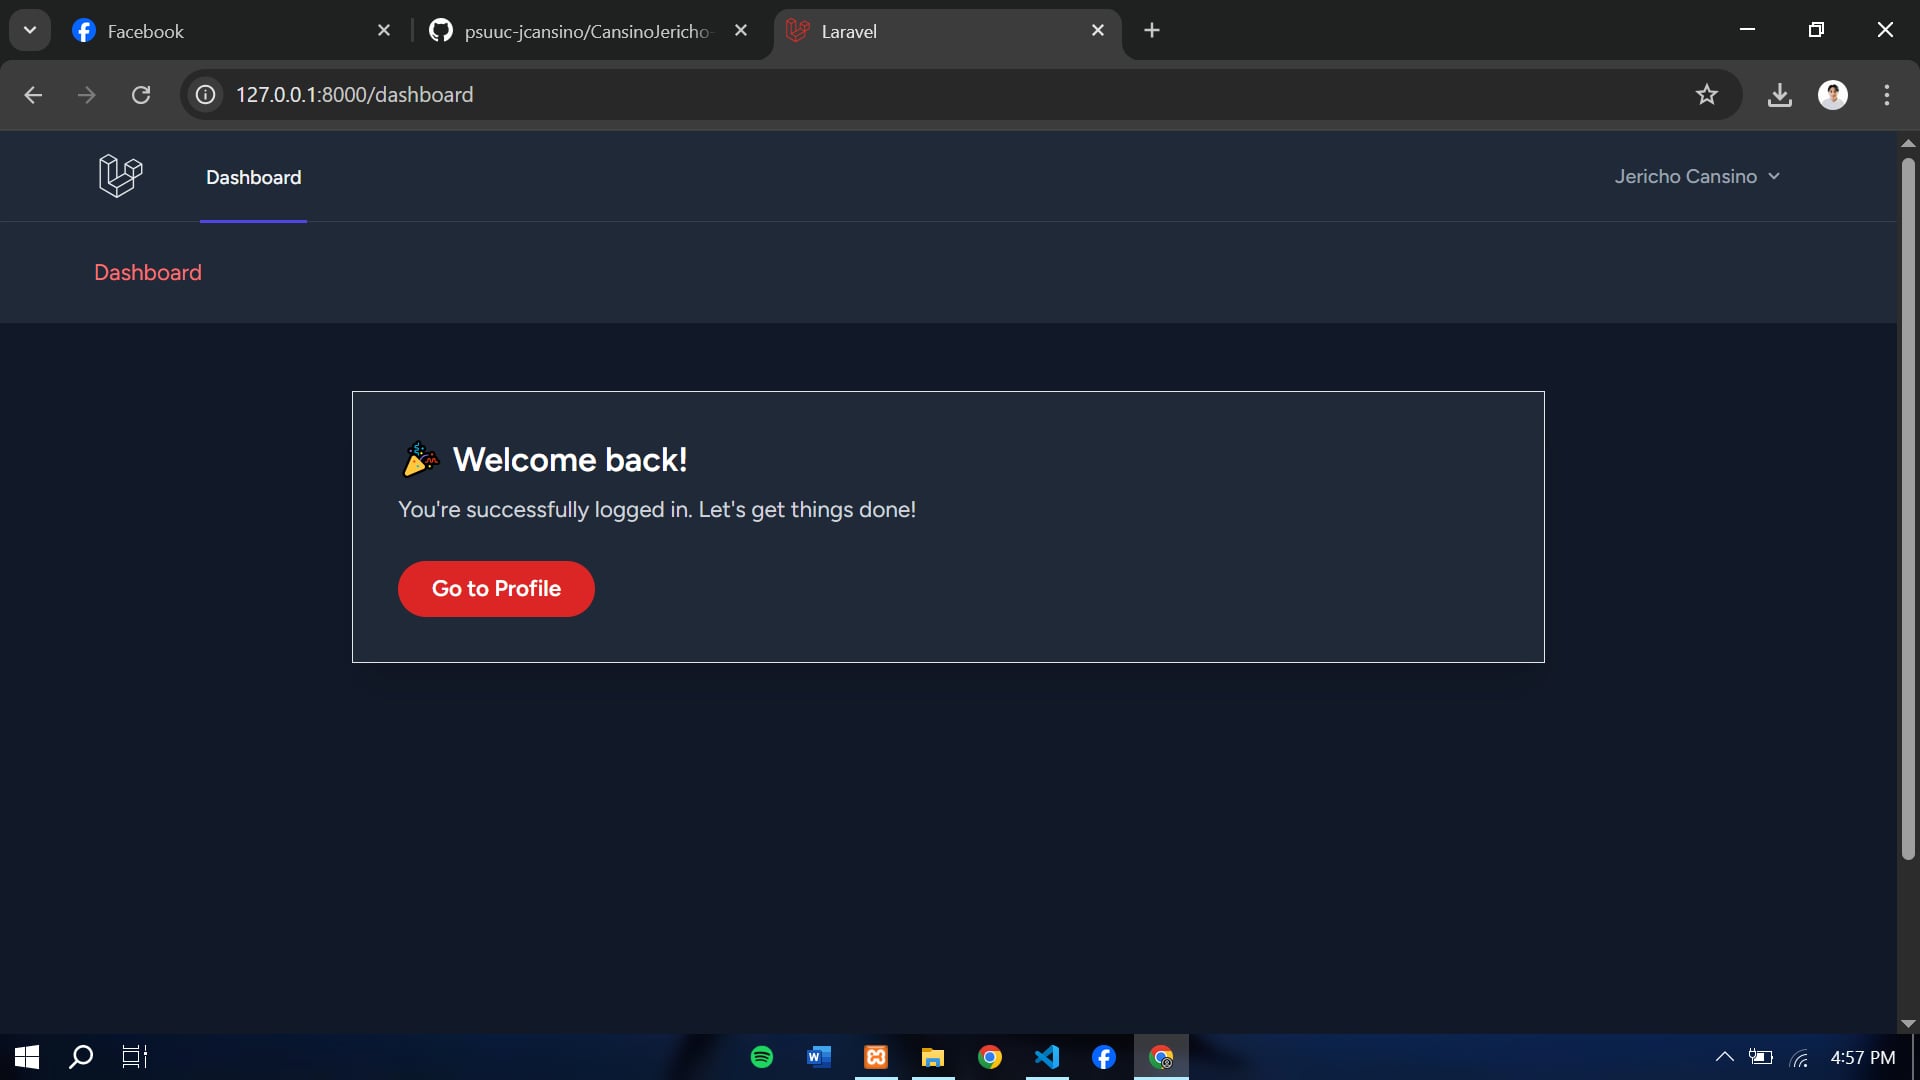 Facebook
psuuc-jcansino/CansinoJericho-
Laravel
127.0.0.1:8000/dashboard
Dashboard
Jericho Cansino
Dashboard
Welcome back!
You're successfully logged in. Let's get things done!
Go to Profile
4:57 PM